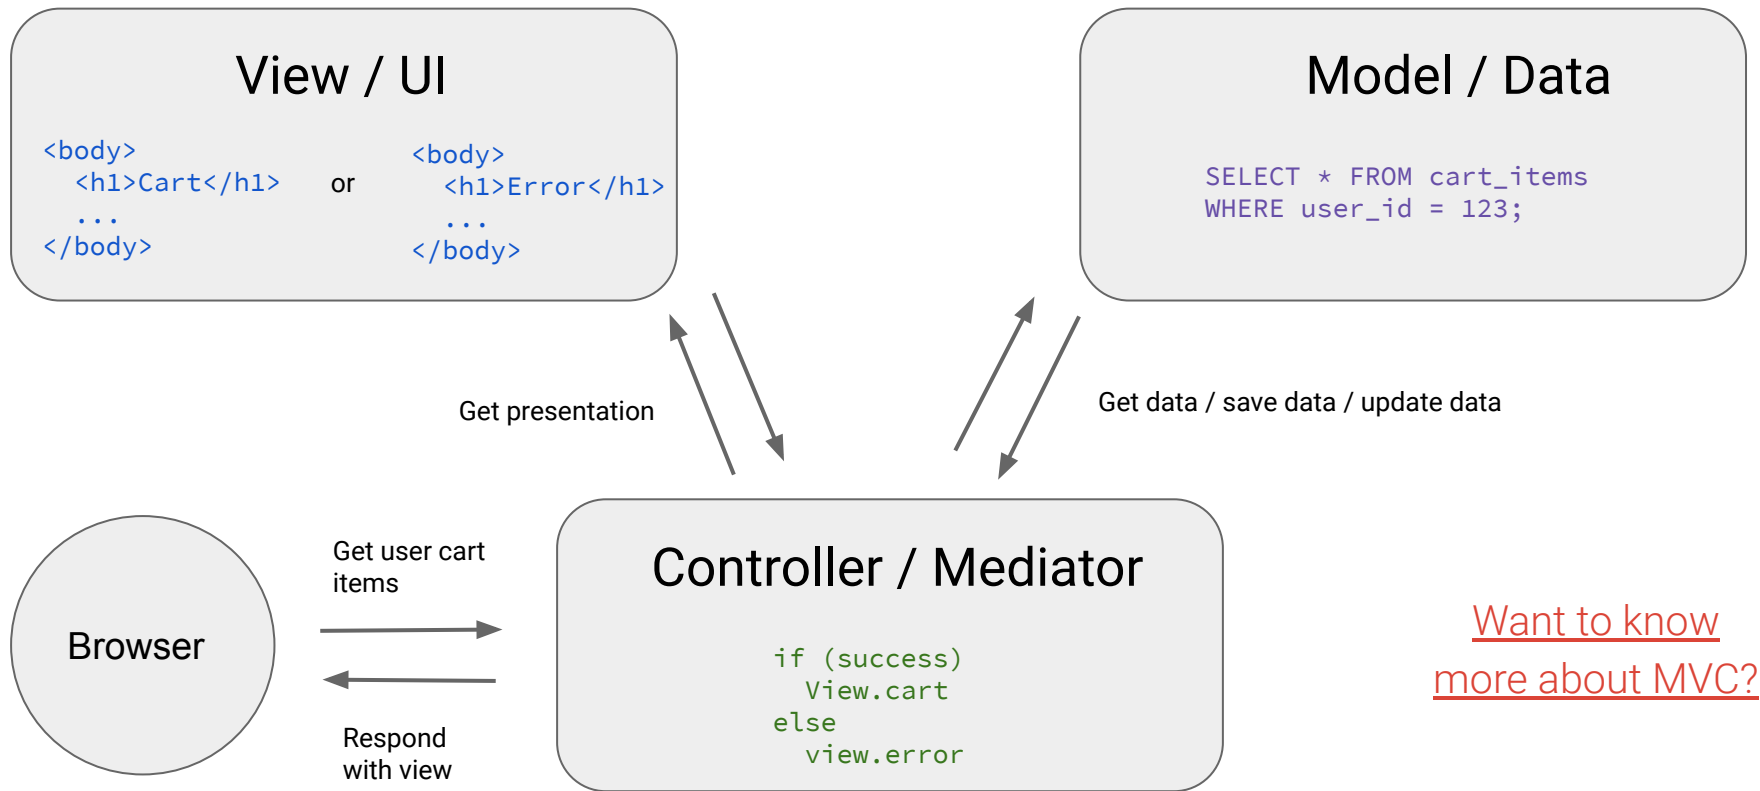 View / UI
<body>
<h1>Cart</h1>
...
</body>
or
<body>
<h1>Error</h1>
...
</body>
Model / Data
SELECT * FROM cart_items
WHERE user_id = 123;
Get presentation
Get data / save data / update data
Browser
Get user cart
items
Respond
with view
Controller / Mediator
if (success)
View.cart
else
view.error
Want to know
more about MVC?